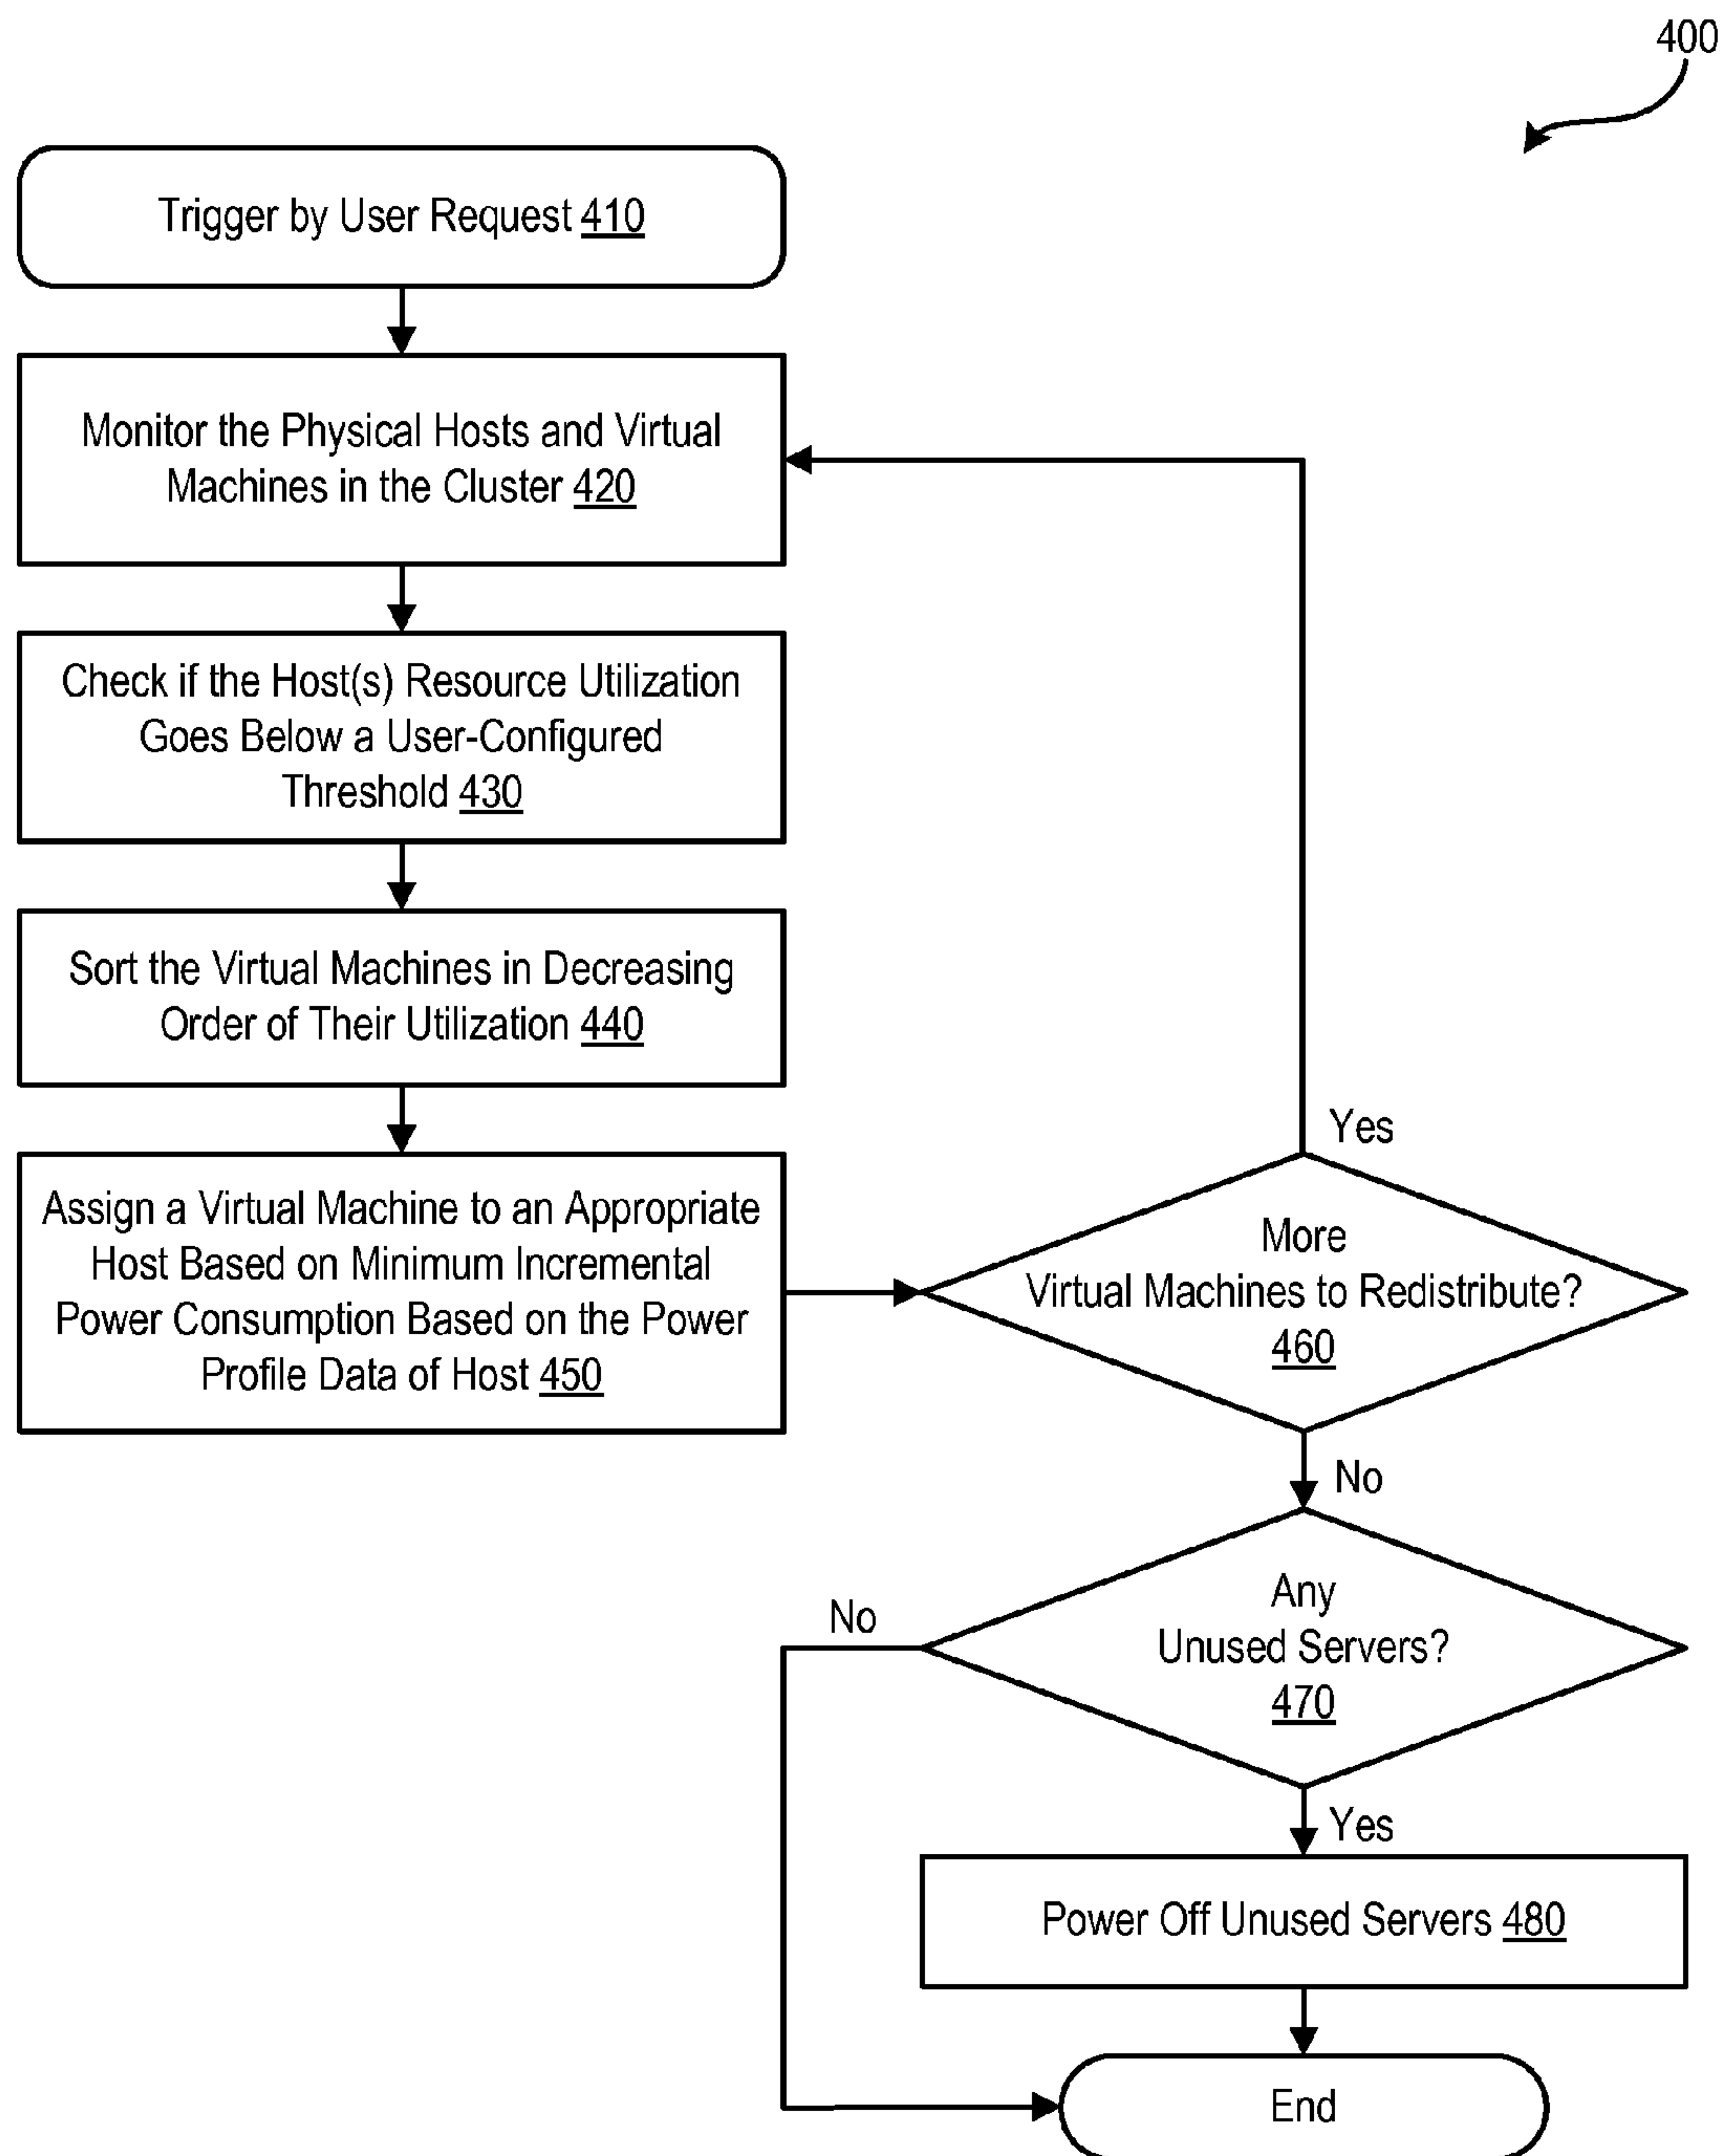 400
Trigger by User Request 410
Monitor the Physical Hosts and Virtual
Machines in the Cluster 420
Check if the Host(s) Resource Utilization
Goes Below a User-Configured
Threshold 430
Sort the Virtual Machines in Decreasing
Order of Their Utilization 440
Assign a Virtual Machine to an Appropriate
Host Based on Minimum Incremental
Power Consumption Based on the Power
Profile Data of Host 450
Yes
More
Virtual Machines to Redistribute?
460
No
Any
Unused Servers?
470
No
Yes
Power Off Unused Servers 480
End